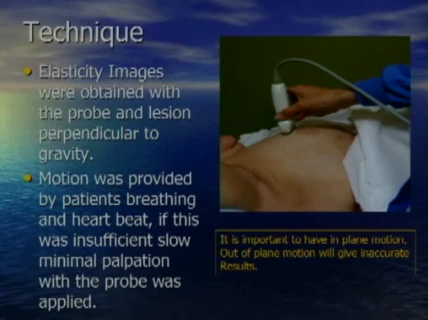 Technique
Elasticity Images
were obtained with
the probe and lesion
perpendicular to
gravity.
Motion was provided
by patients breathing
and heart beat, if this
was insufficient slow
minimal palpation
with the probe was
applied.
It is important to have in plane motion,
Out of plane motion will give inaccurate
Results.